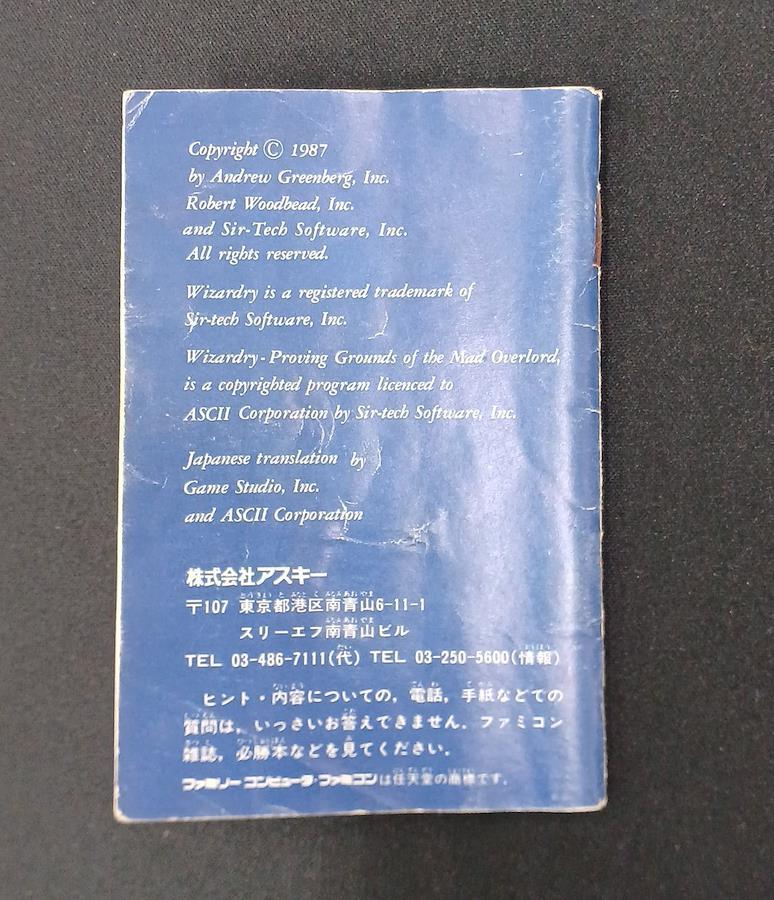 Copyright © 1987
by Andrew Greenberg, Inc.
Robert Woodhead, Inc.
and Sir-Tech Software, Inc.
All rights reserved.
Wizardry is a registered trademark of
Sir-tech Software, Inc.
Wizardry-Proving Grounds of the Mad Overlord,
is a copyrighted program licenced to
ASCII Corporation by Sir-tech Software, Inc.
Japanese translation by
Game Studio, Inc.
and ASCII Corporation
株式会社アスキー
〒107 東京都港区南青山6-11-1
スリーエフ南青山ビル
TEL 03-486-7111(代) TEL 03-250-5600(情報)
ヒント・内容についての，電話，手紙などでの
質問は，いっさいお答えできません．ファミコン
雑誌，必勝本などを見てください．
ファミリーコンピュータ・ファミコンは任天堂の商標です．